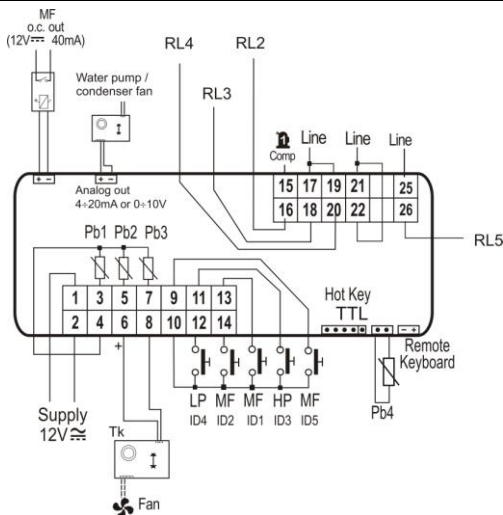 MF
o.c. out
(12V⎓ 40mA)
RL4
RL2
RL3
Water pump /
condenser fan
1
Comp
Line
Line
Line
+ -
+ -
Analog out
4÷20mA or 0÷10V
15 17 19 21 25
16 18 20 22 26
RL5
Pb1 Pb2 Pb3
1 3 5 7 9 11 13
2 4 6 8 10 12 14
+
Hot Key
TTL
- +
Remote
Keyboard
LP MF MF HP MF
ID4 ID2 ID1 ID3 ID5
Pb4
Supply
12V
Tk
Fan